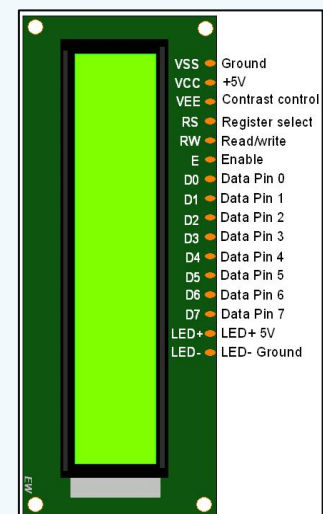 VSS Ground
VCC +5V
VEE Contrast control
RS Register select
RW Read/write
E Enable
D0 Data Pin 0
D1 Data Pin 1
D2 Data Pin 2
D3 Data Pin 3
D4 Data Pin 4
D5 Data Pin 5
D6 Data Pin 6
D7 Data Pin 7
LED+ LED+ 5V
LED- LED- Ground
EW